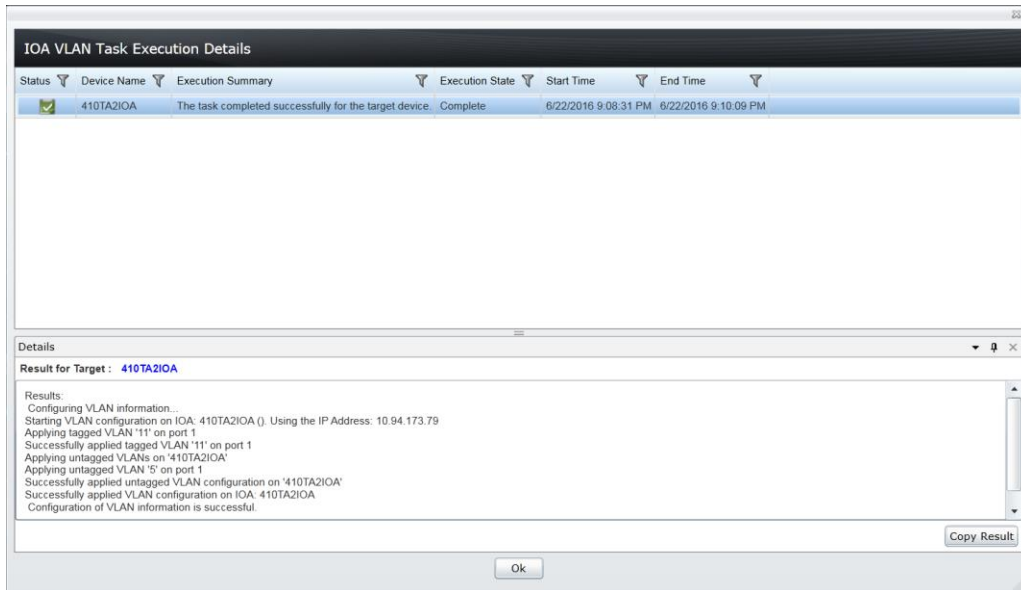 IOA VLAN Task Execution Details
Status Device Name Execution Summary Execution State Start Time End Time
410TA2IOA The task completed successfully for the target device. Complete 6/22/2016 9:08:31 PM 6/22/2016 9:10:09 PM
Details
Result for Target : 410TA2IOA
Results:
Configuring VLAN information...
Starting VLAN configuration on IOA: 410TA2IOA (). Using the IP Address: 10.94.173.79
Applying tagged VLAN '11' on port 1
Successfully applied tagged VLAN '11' on port 1
Applying untagged VLANs on '410TA2IOA'
Applying untagged VLAN '5' on port 1
Successfully applied untagged VLAN configuration on '410TA2IOA'
Successfully applied VLAN configuration on IOA: 410TA2IOA
Configuration of VLAN information is successful.
Copy Result
Ok